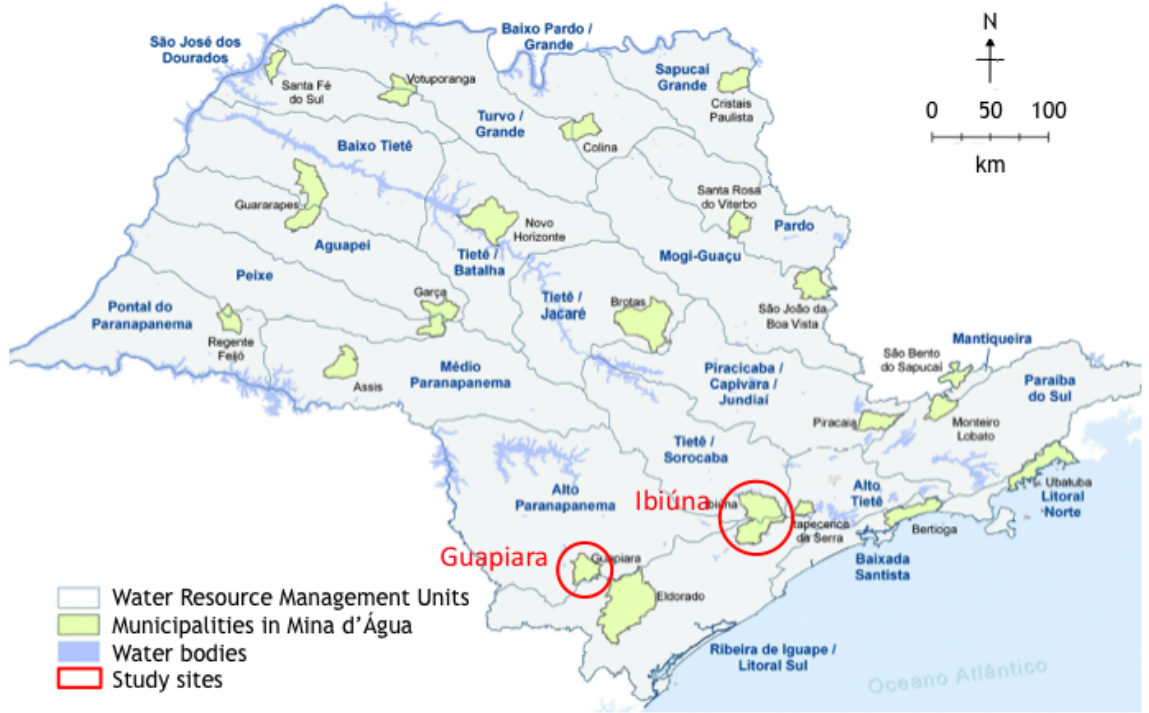 Baixo Pardo /
Grande
N
São José dos
Dourados
Sapucai
Grande
Votuporanga
Santa Fé
do Sul
Cristais
Paulista
0 50 100
km
Turvo /
Grande
Colina
Baixo Tietê
Santa Rosa
do Viterbo
Guararapes
Novo
Horizonte
Pardo
Aguapei
Tietê /
Batalha
Mogi-Guaçu
Peixe
Garça
Tietê /
Jacaré
Brotas
São João da
Boa Vista
Pontal do
Paranapanema
Regente
Feijó
Mantiqueira
São Bento
do Sapucaí
Assis
Médio
Paranapanema
Piracicaba /
Capivara /
Jundiaí
Paraíba
do Sul
Piracaia
Monteiro
Lobato
Tietê /
Sorocaba
Alto
Paranapanema
Ibiúna
Ibiúna
Alto
Tietê
Ubatuba
Litoral
Norte
tapecerica
da Serra
Bertioga
Guapiara
Guapiara
Baixada
Santista
Eldorado
Water Resource Management Units
Municipalities in Mina d'Água
Water bodies
Study sites
Ribeira de Iguape /
Litoral Sul
Oceano Atlântico